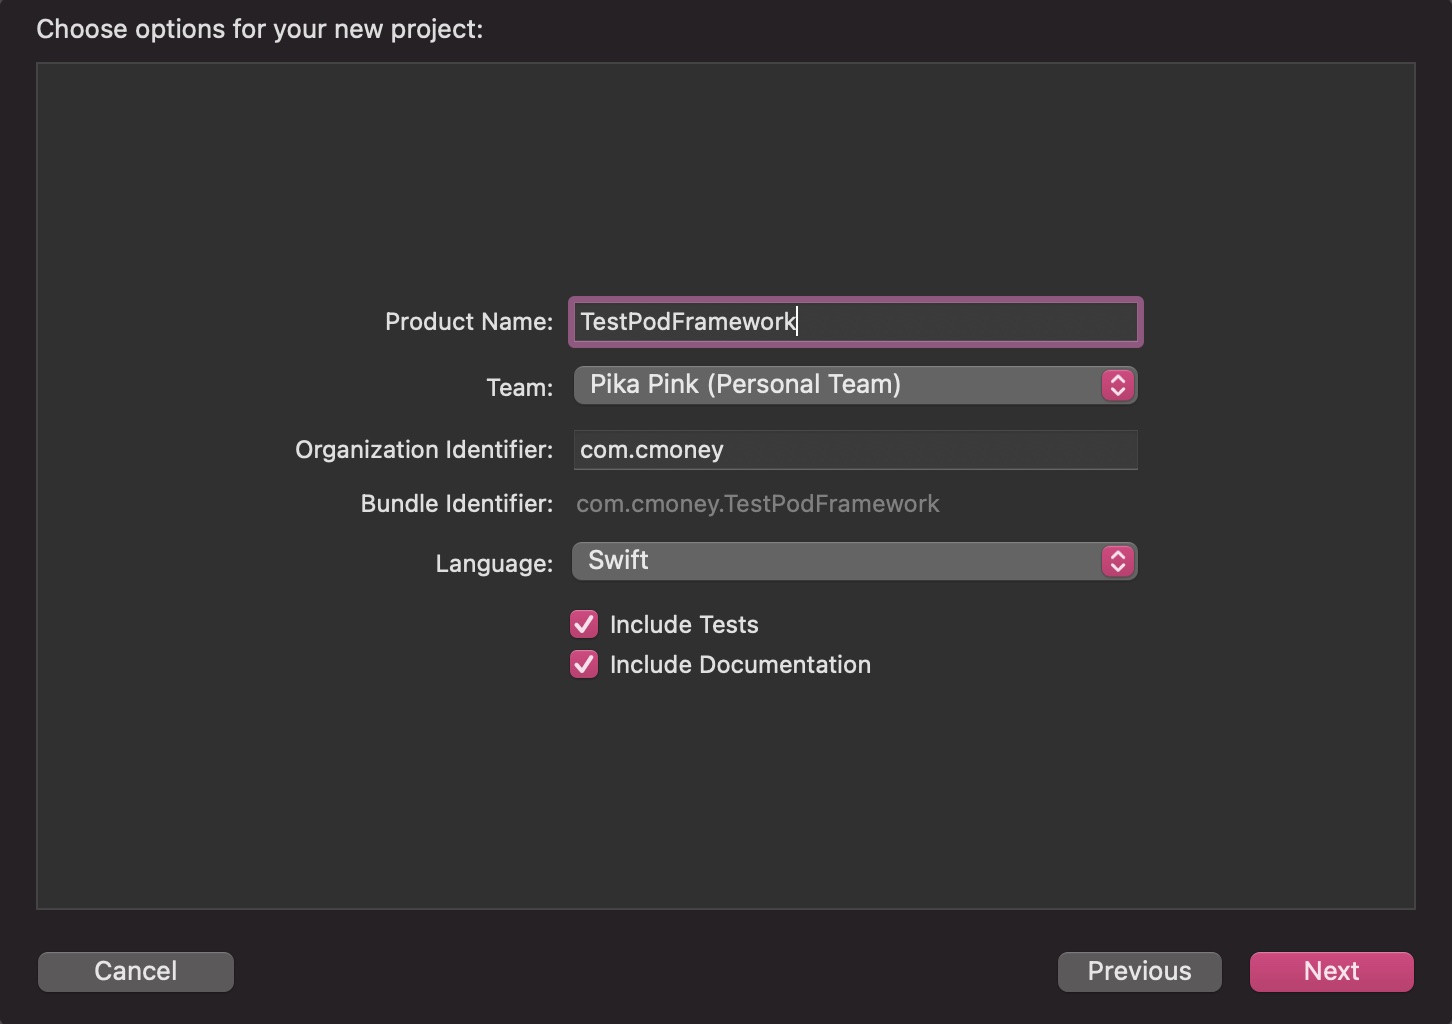 Choose options for your new project:
Product Name: TestPodFramework
Team: Pika Pink (Personal Team)
Organization Identifier: com.cmoney
Bundle Identifier: com.cmoney.TestPodFramework
Language: Swift
Include Tests
Include Documentation
Cancel Previous Next